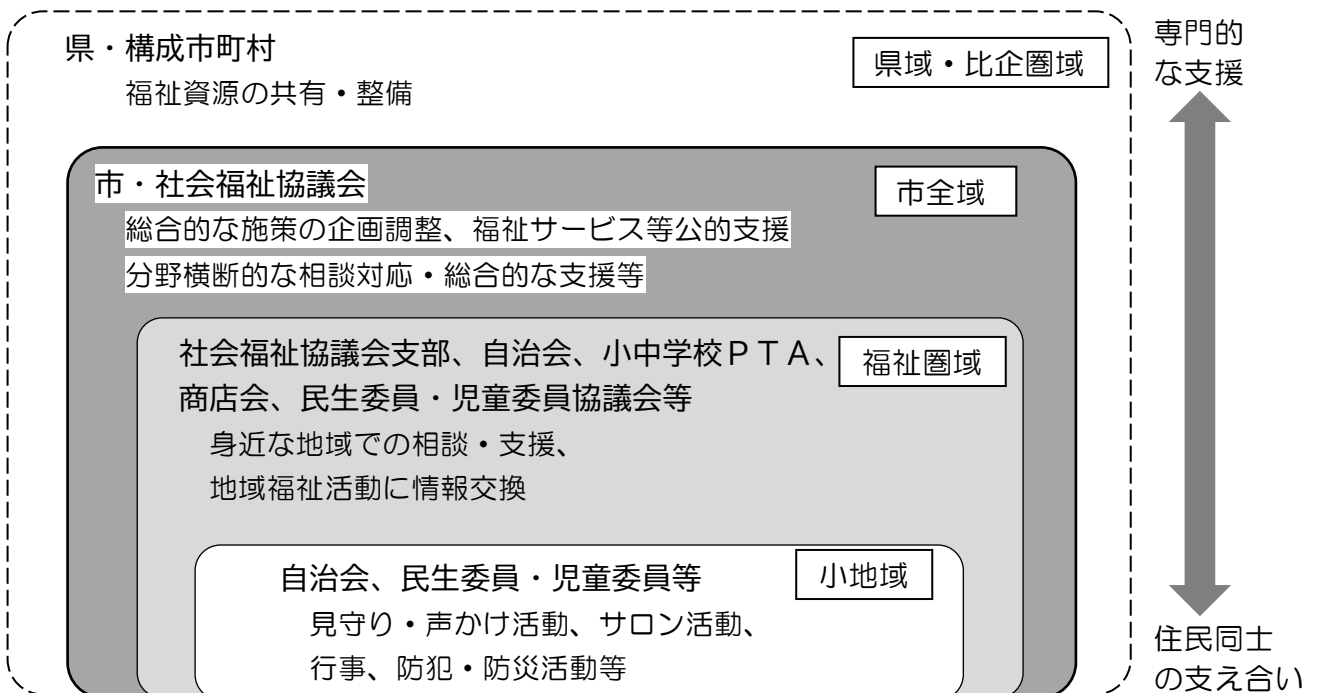 県・構成市町村
県域・比企圏域
福祉資源の共有・整備
専門的
な支援
市・社会福祉協議会
市全域
総合的な施策の企画調整、福祉サービス等公的支援
分野横断的な相談対応・総合的な支援等
社会福祉協議会支部、自治会、小中学校ＰＴＡ、
福祉圏域
商店会、民生委員・児童委員協議会等
身近な地域での相談・支援、
地域福祉活動に情報交換
自治会、民生委員・児童委員等
小地域
見守り・声かけ活動、サロン活動、
行事、防犯・防災活動等
住民同士
の支え合い